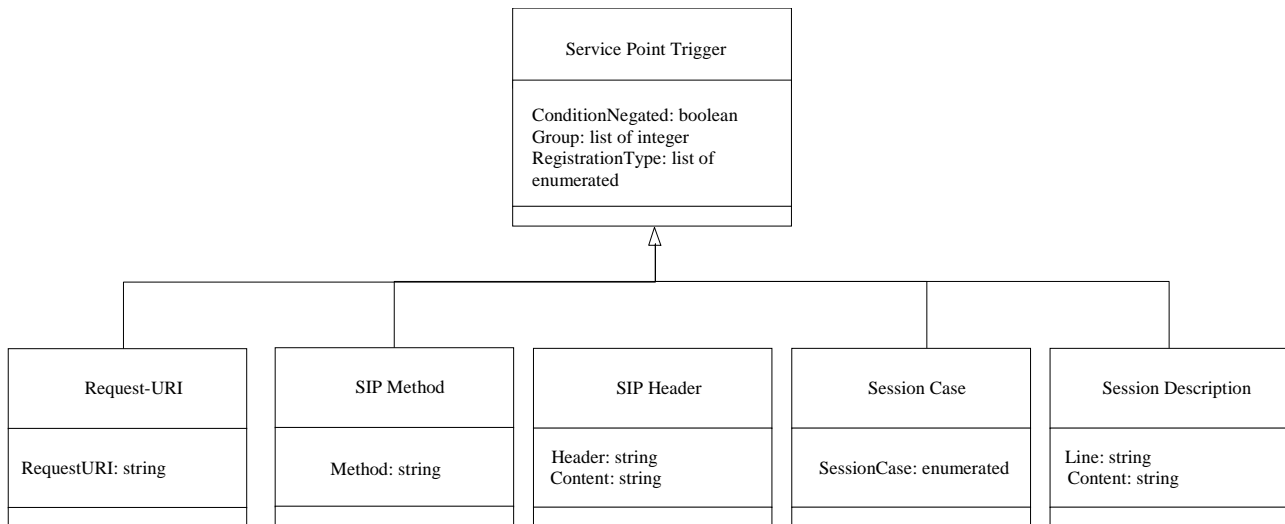 Service Point Trigger
ConditionNegated: boolean
Group: list of integer
RegistrationType: list of
enumerated
Request-URI
RequestURI: string
SIP Method
Method: string
SIP Header
Header: string
Content: string
Session Case
SessionCase: enumerated
Session Description
Line: string
Content: string